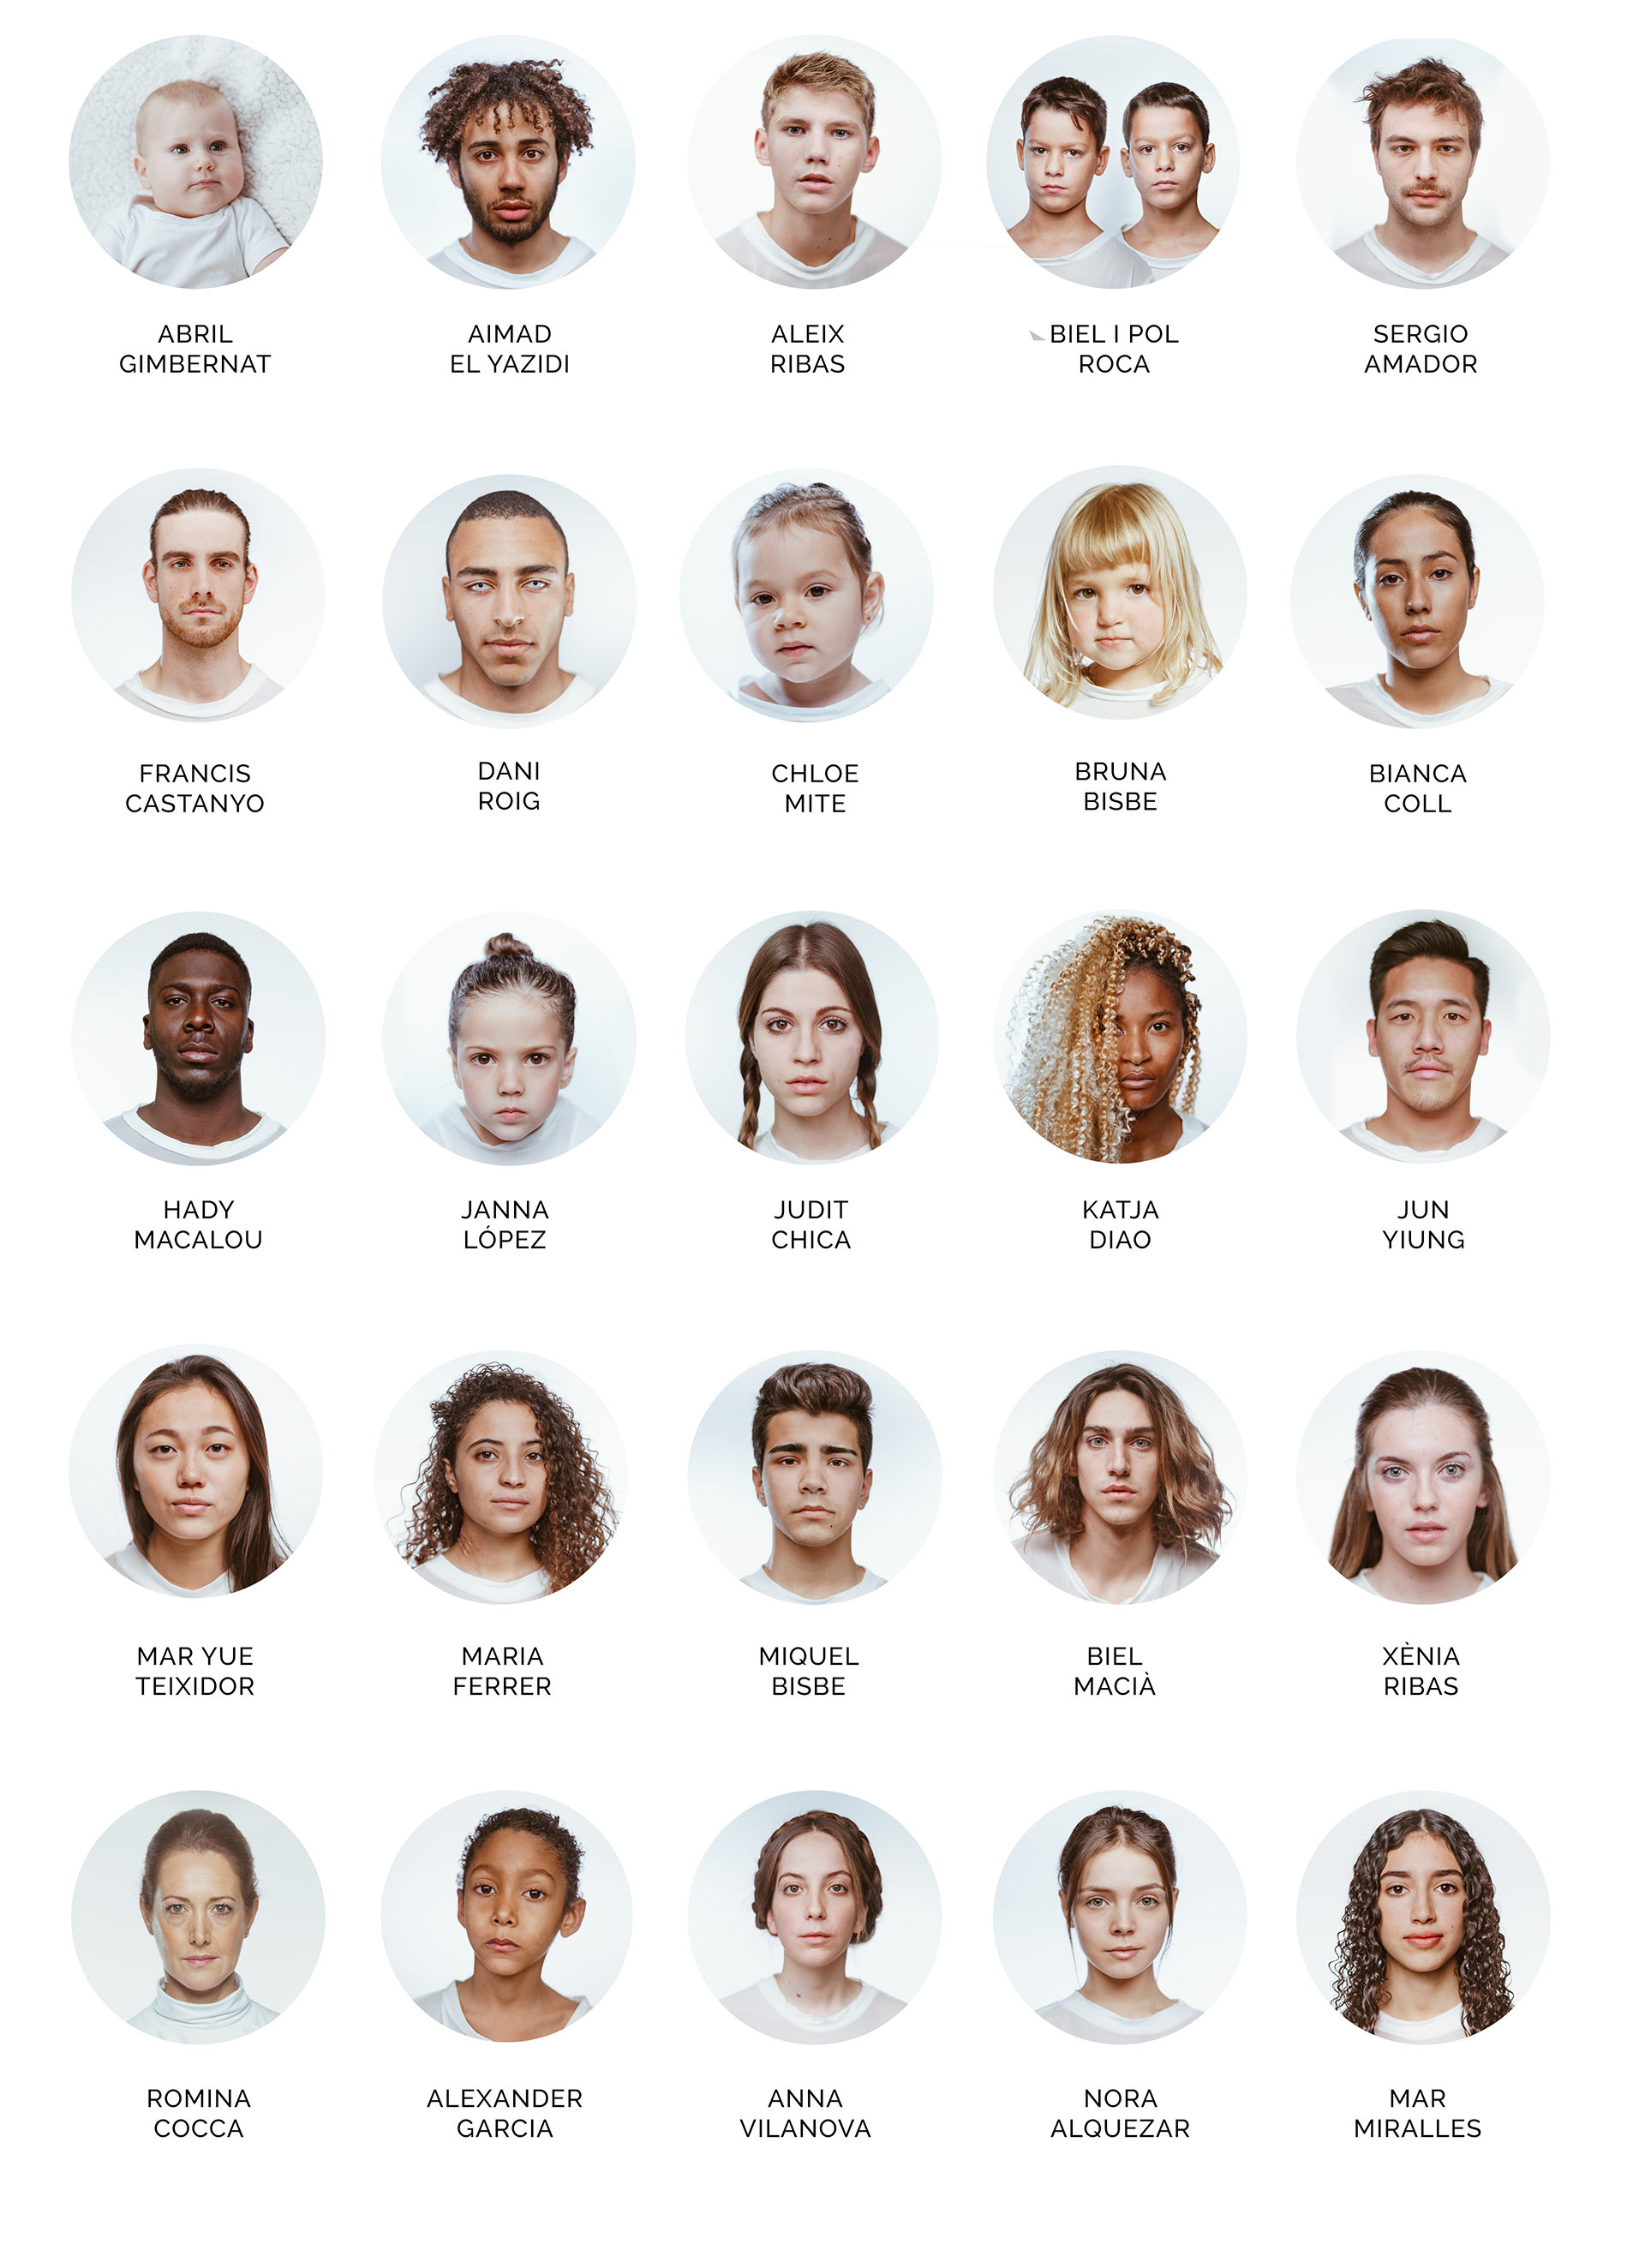 ABRIL
GIMBERNAT
AIMAD
EL YAZIDI
ALEIX
RIBAS
BIEL I POL
ROCA
SERGIO
AMADOR
FRANCIS
CASTANYO
DANI
ROIG
CHLOE
MITE
BRUNA
BISBE
BIANCA
COLL
HADY
MACALOU
JANNA
LÓPEZ
JUDIT
CHICA
KATJA
DIAO
JUN
YIUNG
MAR YUE
TEIXIDOR
MARIA
FERRER
MIQUEL
BISBE
BIEL
MACIÀ
XÈNIA
RIBAS
ROMINA
COCCA
ALEXANDER
GARCIA
ANNA
VILANOVA
NORA
ALQUEZAR
MAR
MIRALLES